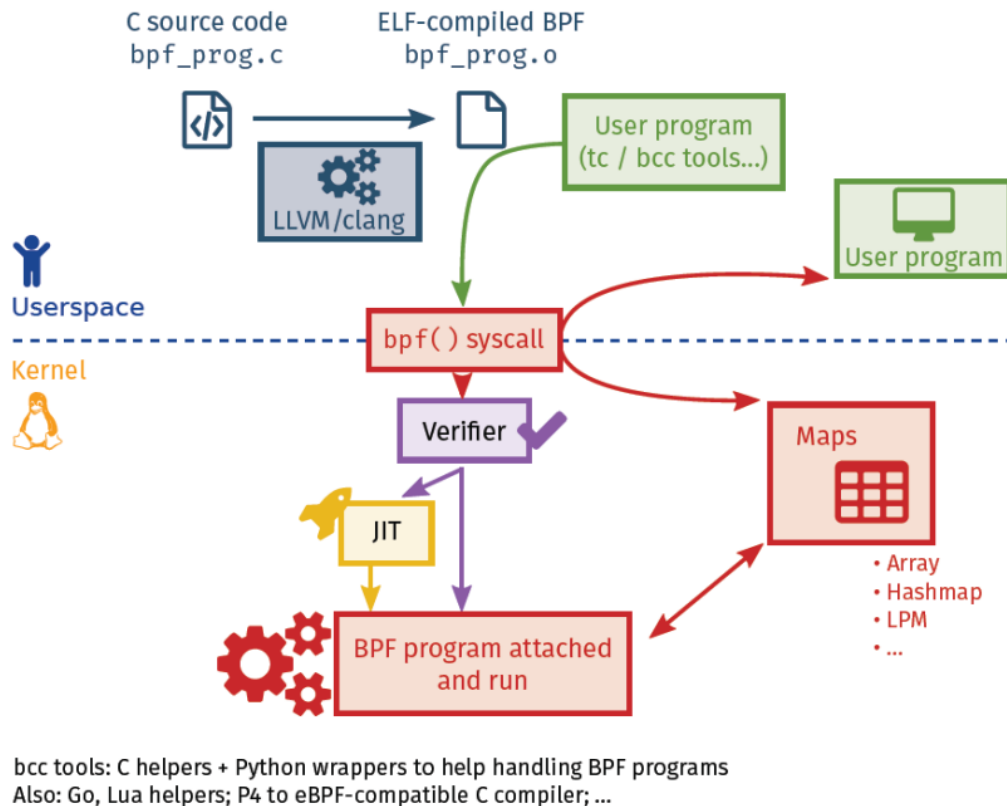 C source code
bpf_prog.c
ELF-compiled BPF
bpf_prog.o
User program
(tc / bcc tools...)
LLVM/clang
User program
Userspace
bpf() syscall
Kernel
Verifier
Maps
JIT
• Array
• Hashmap
• LPM
• ...
BPF program attached
and run
bcc tools: C helpers + Python wrappers to help handling BPF programs
Also: Go, Lua helpers; P4 to eBPF-compatible C compiler; ...